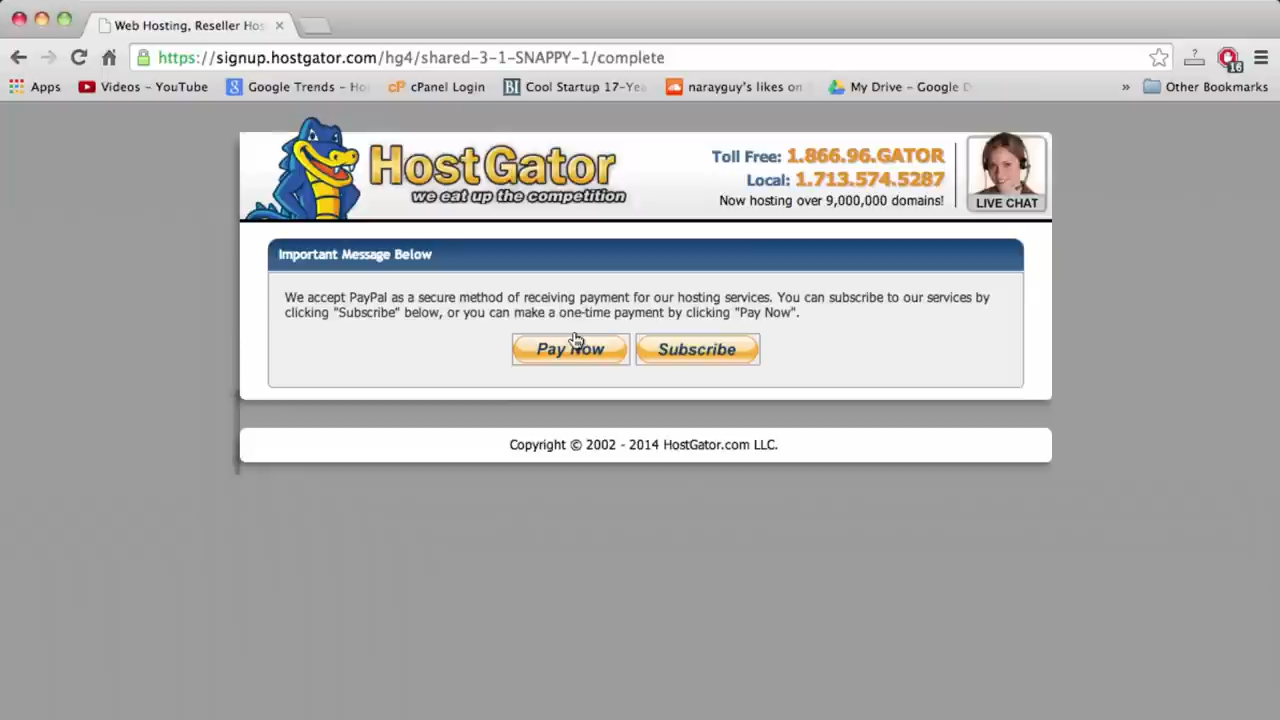 Web Hosting, Reseller Hos
https://signup.hostgator.com/hg4/shared-3-1-SNAPPY-1/complete
16
Apps Videos - YouTube Google Trends - Ho cPanel Login BI Cool Startup 17-Yea narayguy's likes on My Drive - Google D » Other Bookmarks
HostGator
we eat up the competition
Toll Free: 1.866.96.GATOR
Local: 1.713.574.5287
Now hosting over 9,000,000 domains!
LIVE CHAT
Important Message Below
We accept PayPal as a secure method of receiving payment for our hosting services. You can subscribe to our services by
clicking "Subscribe" below, or you can make a one-time payment by clicking "Pay Now".
Pay Now Subscribe
Copyright © 2002 - 2014 HostGator.com LLC.